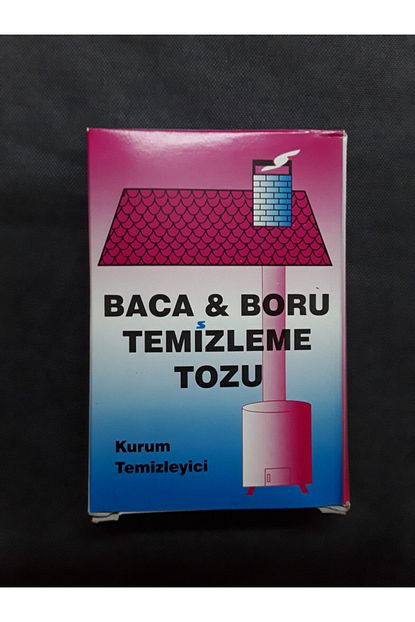 BACA & BORU
TEMİZLEME
TOZU
Kurum
Temizleyici